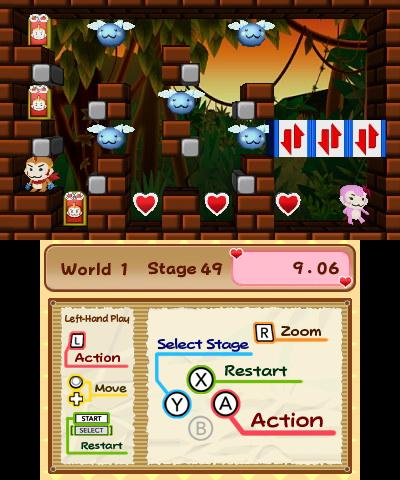 World 1 Stage 49 9.06
Left-Hand Play
L
Action
Move
START
SELECT
Restart
R Zoom
Select Stage
X Restart
Y A
B Action